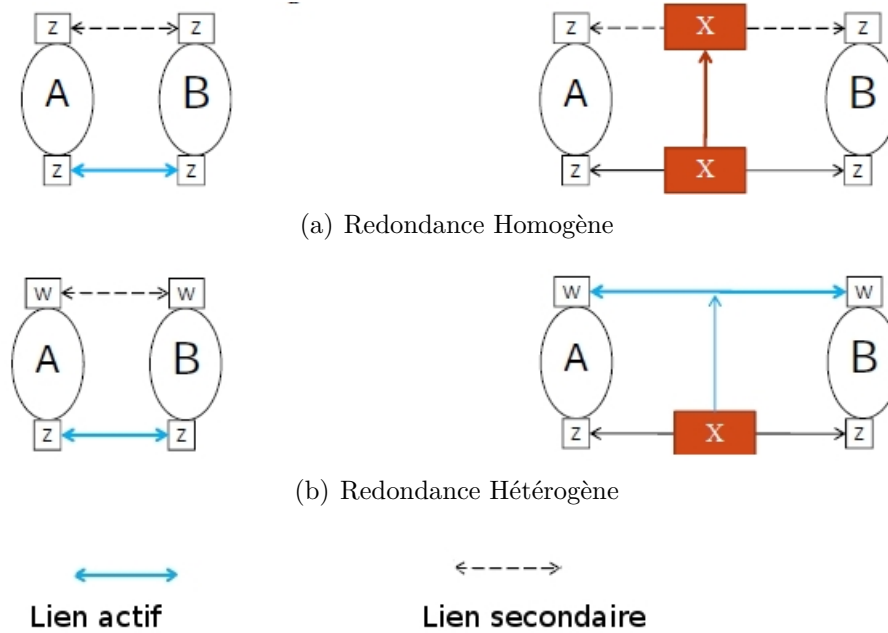 Z Z Z X Z
A B A B
Z Z Z X Z
(a) Redondance Homogène
W W W W
A B A B
Z Z Z X Z
(b) Redondance Hétérogène
Lien actif Lien secondaire